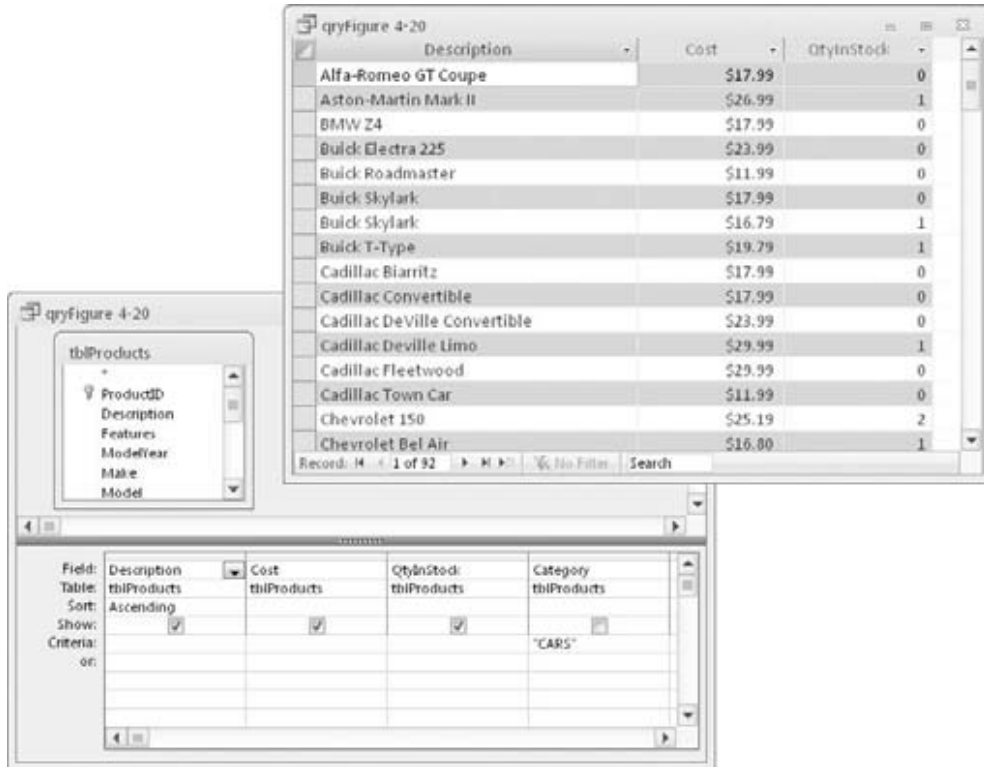 qryFigure 4-20
Description Cost QtyInStock
Alfa-Romeo GT Coupe $17.99 0
Aston-Martin Mark II $26.99 1
BMW Z4 $17.99 0
Buick Electra 225 $23.99 0
Buick Roadmaster $11.99 0
Buick Skylark $17.99 0
Buick Skylark $16.79 1
Buick T-Type $19.79 1
Cadillac Biarritz $17.99 0
Cadillac Convertible $17.99 0
Cadillac DeVille Convertible $23.99 0
Cadillac Deville Limo $29.99 1
Cadillac Fleetwood $29.99 0
Cadillac Town Car $11.99 0
Chevrolet 150 $25.19 2
Chevrolet Bel Air $16.80 1
Record: 1 of 92 No Filter Search
qryFigure 4-20
tblProducts
*
ProductID
Description
Features
ModelYear
Make
Model
Field: Description Cost QtyInStock Category
Table: tblProducts tblProducts tblProducts tblProducts
Sort: Ascending
Show:
Criteria: "CARS"
or: